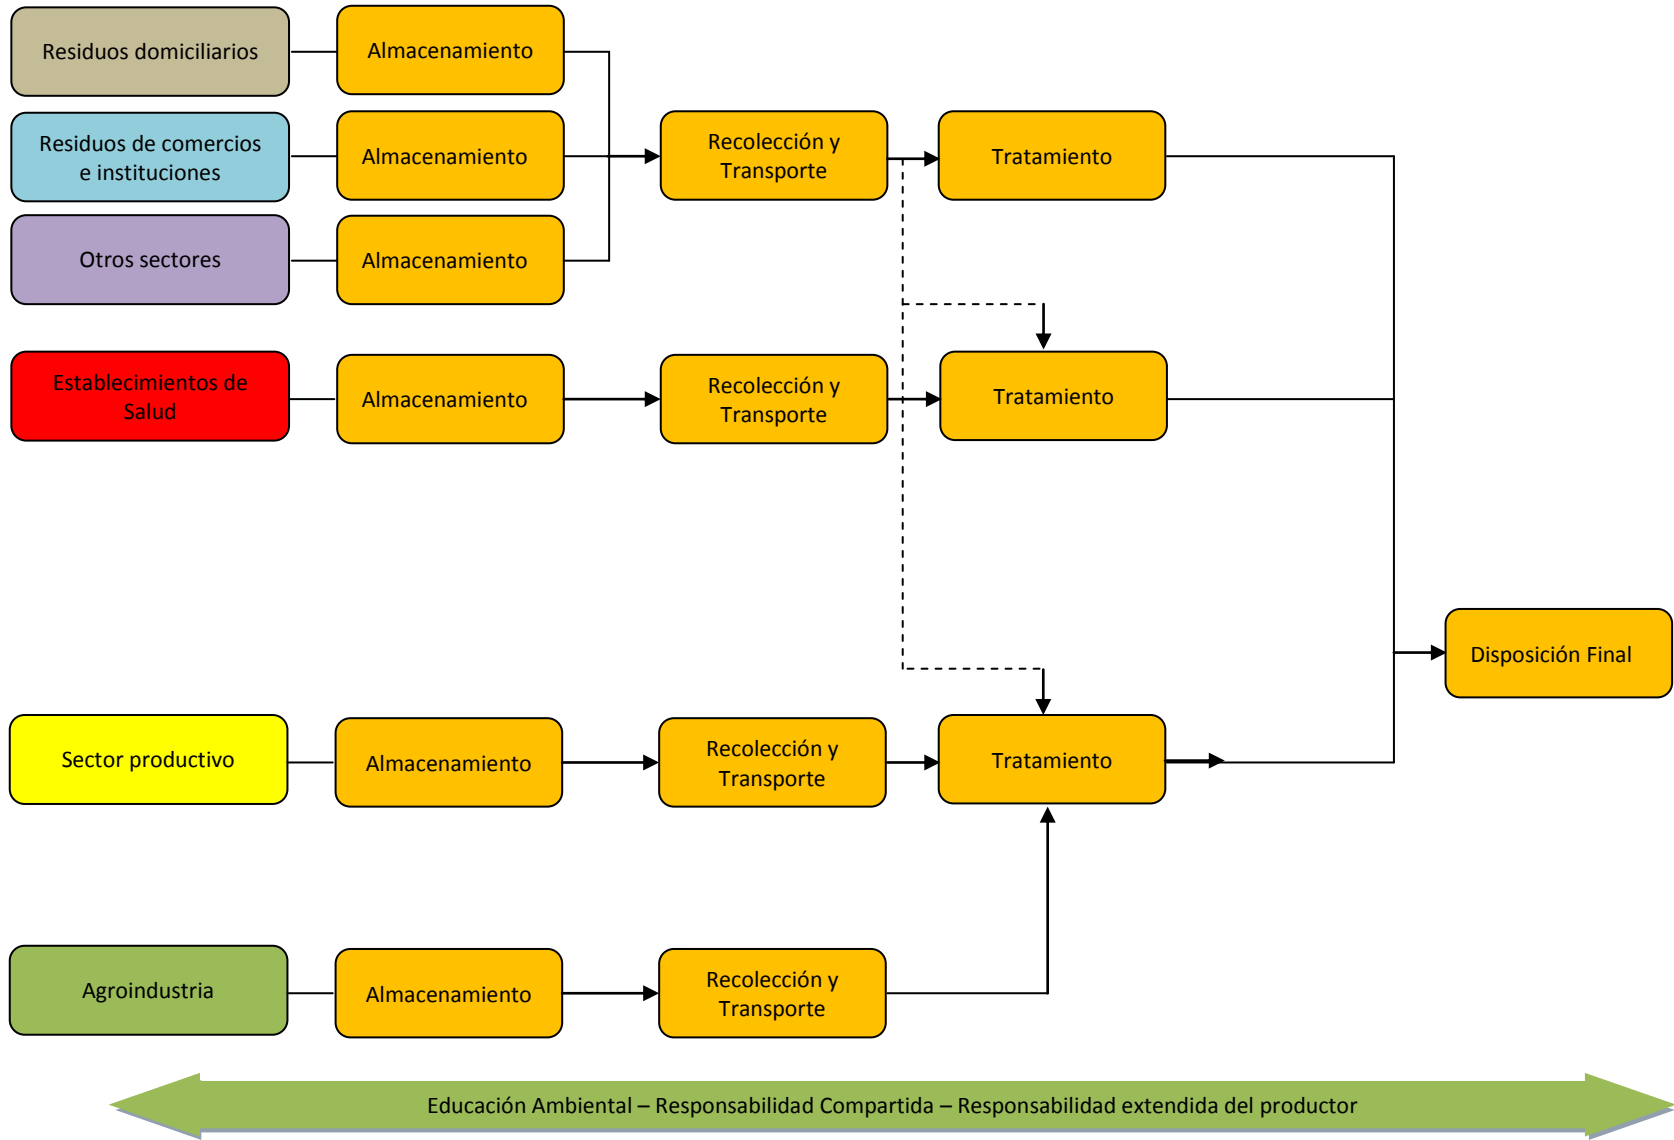 Residuos domiciliarios
Almacenamiento
Residuos de comercios
e instituciones
Almacenamiento
Recolección y
Transporte
Tratamiento
Otros sectores
Almacenamiento
Establecimientos de
Salud
Almacenamiento
Recolección y
Transporte
Tratamiento
Disposición Final
Sector productivo
Almacenamiento
Recolección y
Transporte
Tratamiento
Agroindustria
Almacenamiento
Recolección y
Transporte
Educación Ambiental – Responsabilidad Compartida – Responsabilidad extendida del productor